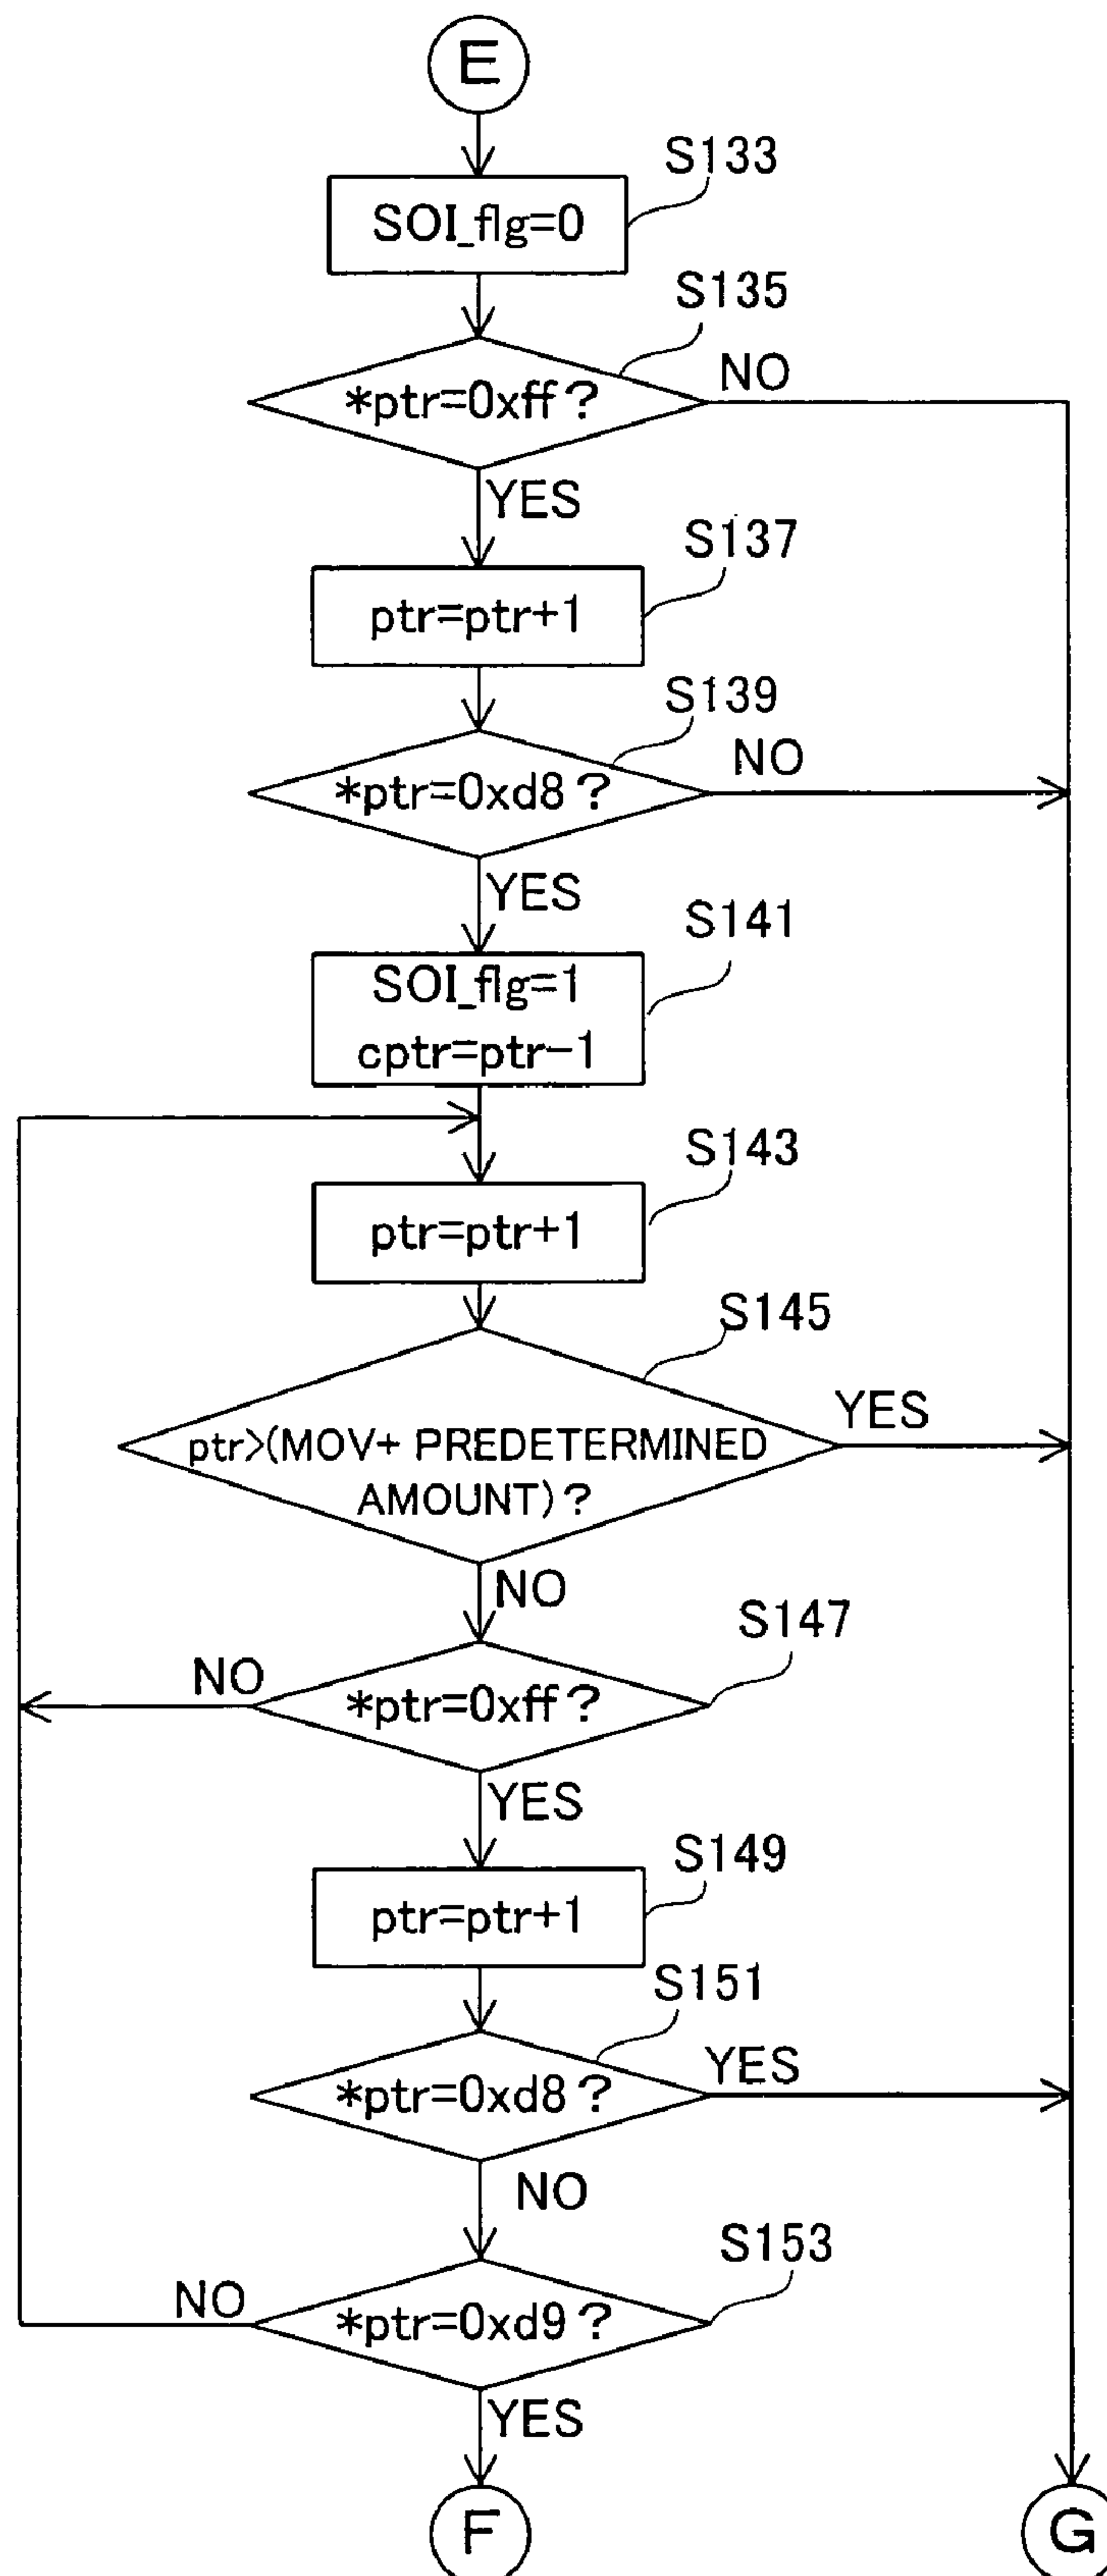 E
S133
SOI_flg=0
S135
*ptr=0xff?
NO
YES
S137
ptr=ptr+1
S139
*ptr=0xd8?
NO
YES
S141
SOI_flg=1
cptr=ptr-1
S143
ptr=ptr+1
S145
ptr>(MOV+ PREDETERMINED
AMOUNT)?
YES
NO
S147
*ptr=0xff?
NO
YES
S149
ptr=ptr+1
S151
*ptr=0xd8?
YES
NO
S153
*ptr=0xd9?
NO
YES
F
G